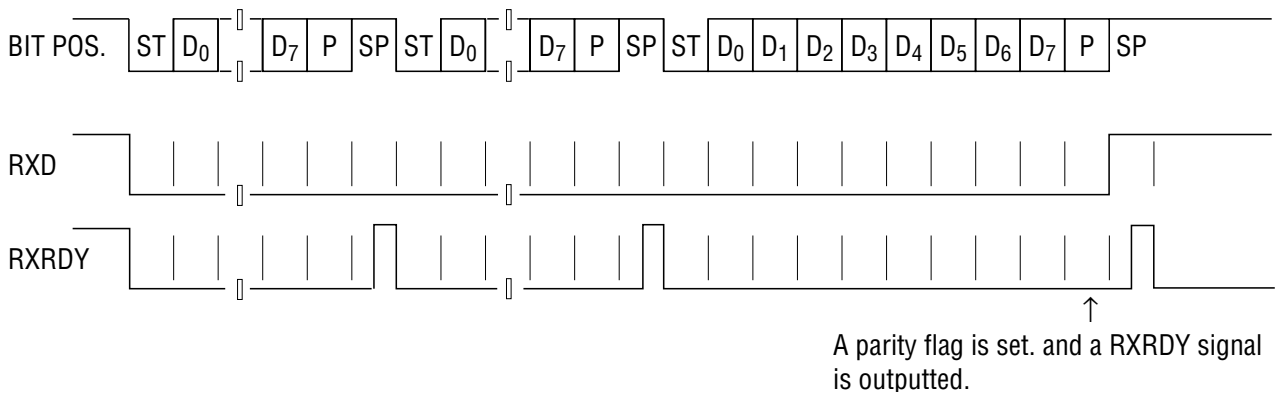 BIT POS. ST D₀ D₇ P SP ST D₀ D₇ P SP ST D₀ D₁ D₂ D₃ D₄ D₅ D₆ D₇ P SP
RXD
RXRDY
↑
A parity flag is set. and a RXRDY signal
is outputted.